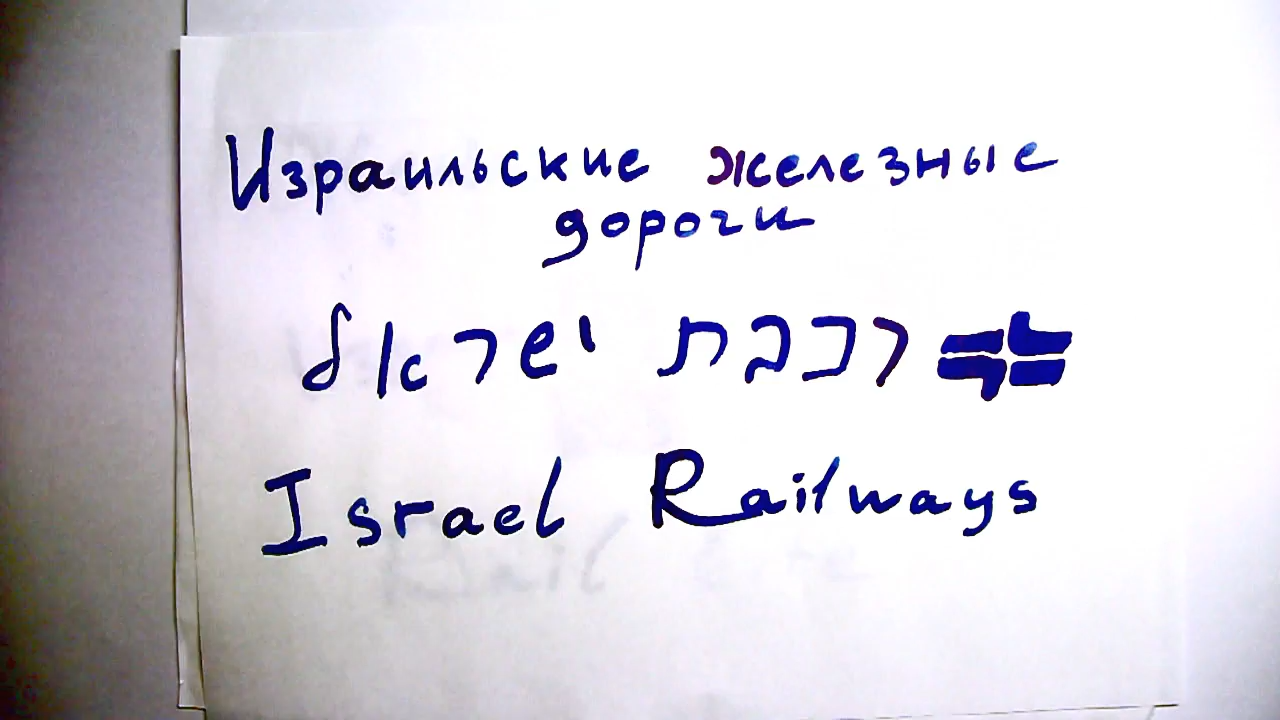 Израильские железные
дороги
רכבת ישראל
Israel Railways